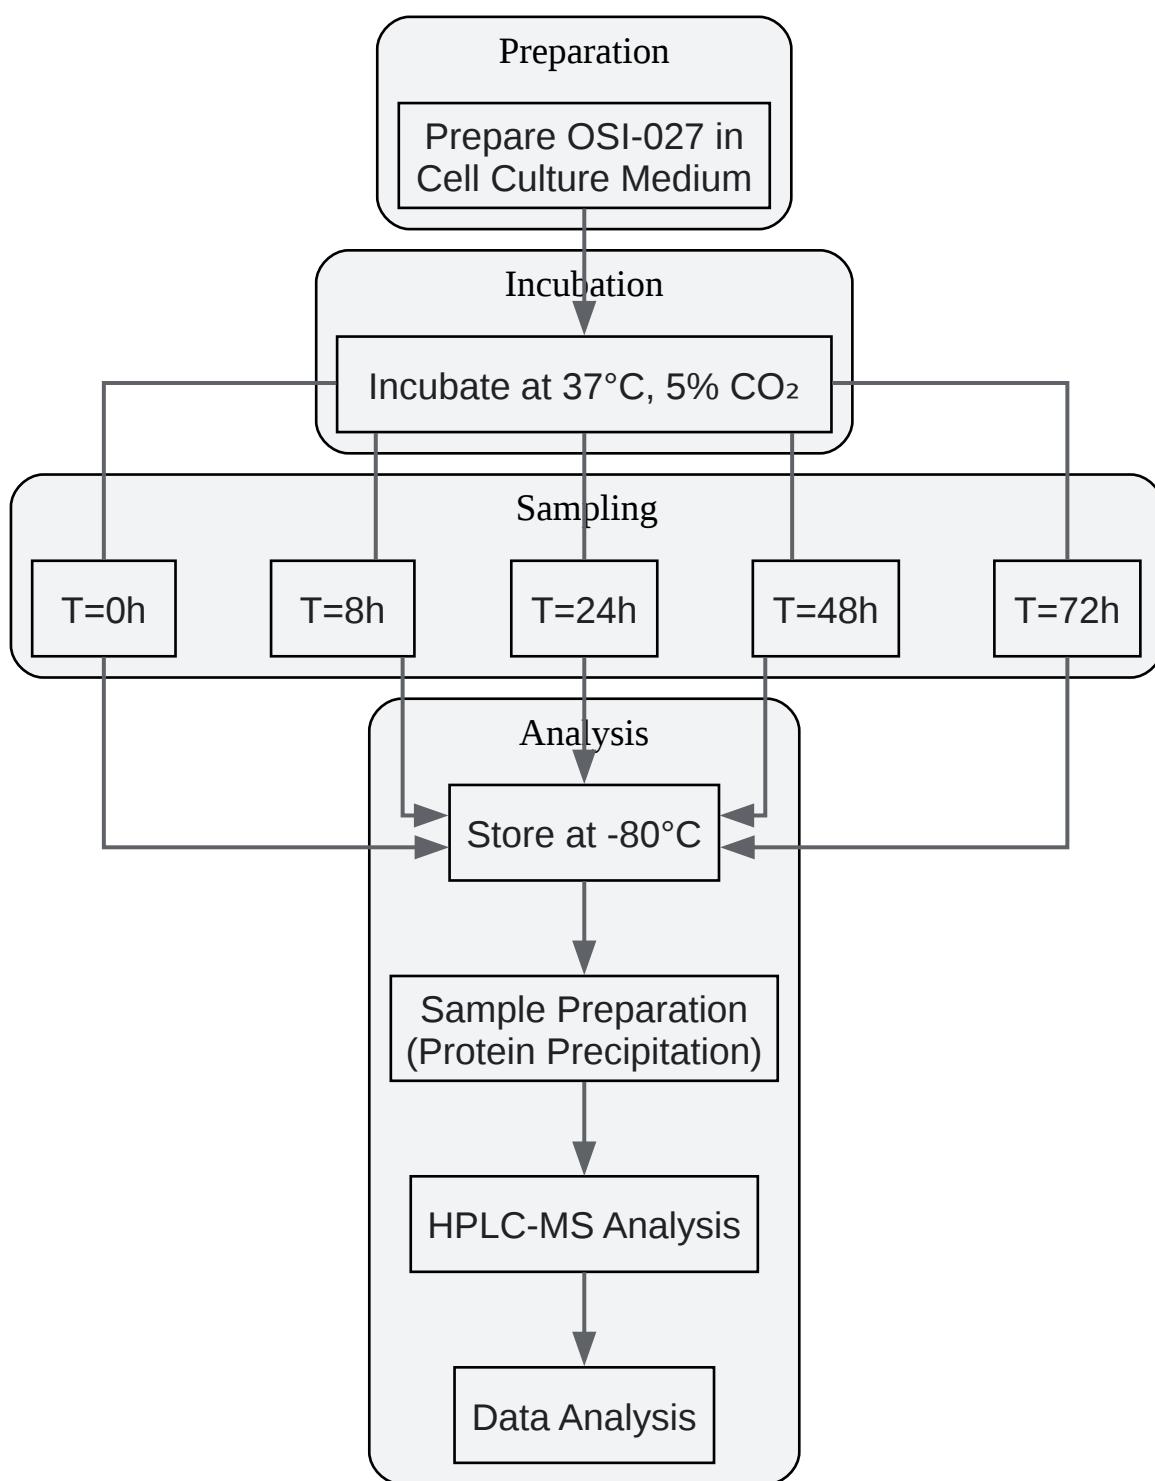 Preparation
Prepare OSI-027 in
Cell Culture Medium
Incubation
Incubate at 37°C, 5% CO₂
Sampling
T=0h
T=8h
T=24h
T=48h
T=72h
Analysis
Store at -80°C
Sample Preparation
(Protein Precipitation)
HPLC-MS Analysis
Data Analysis